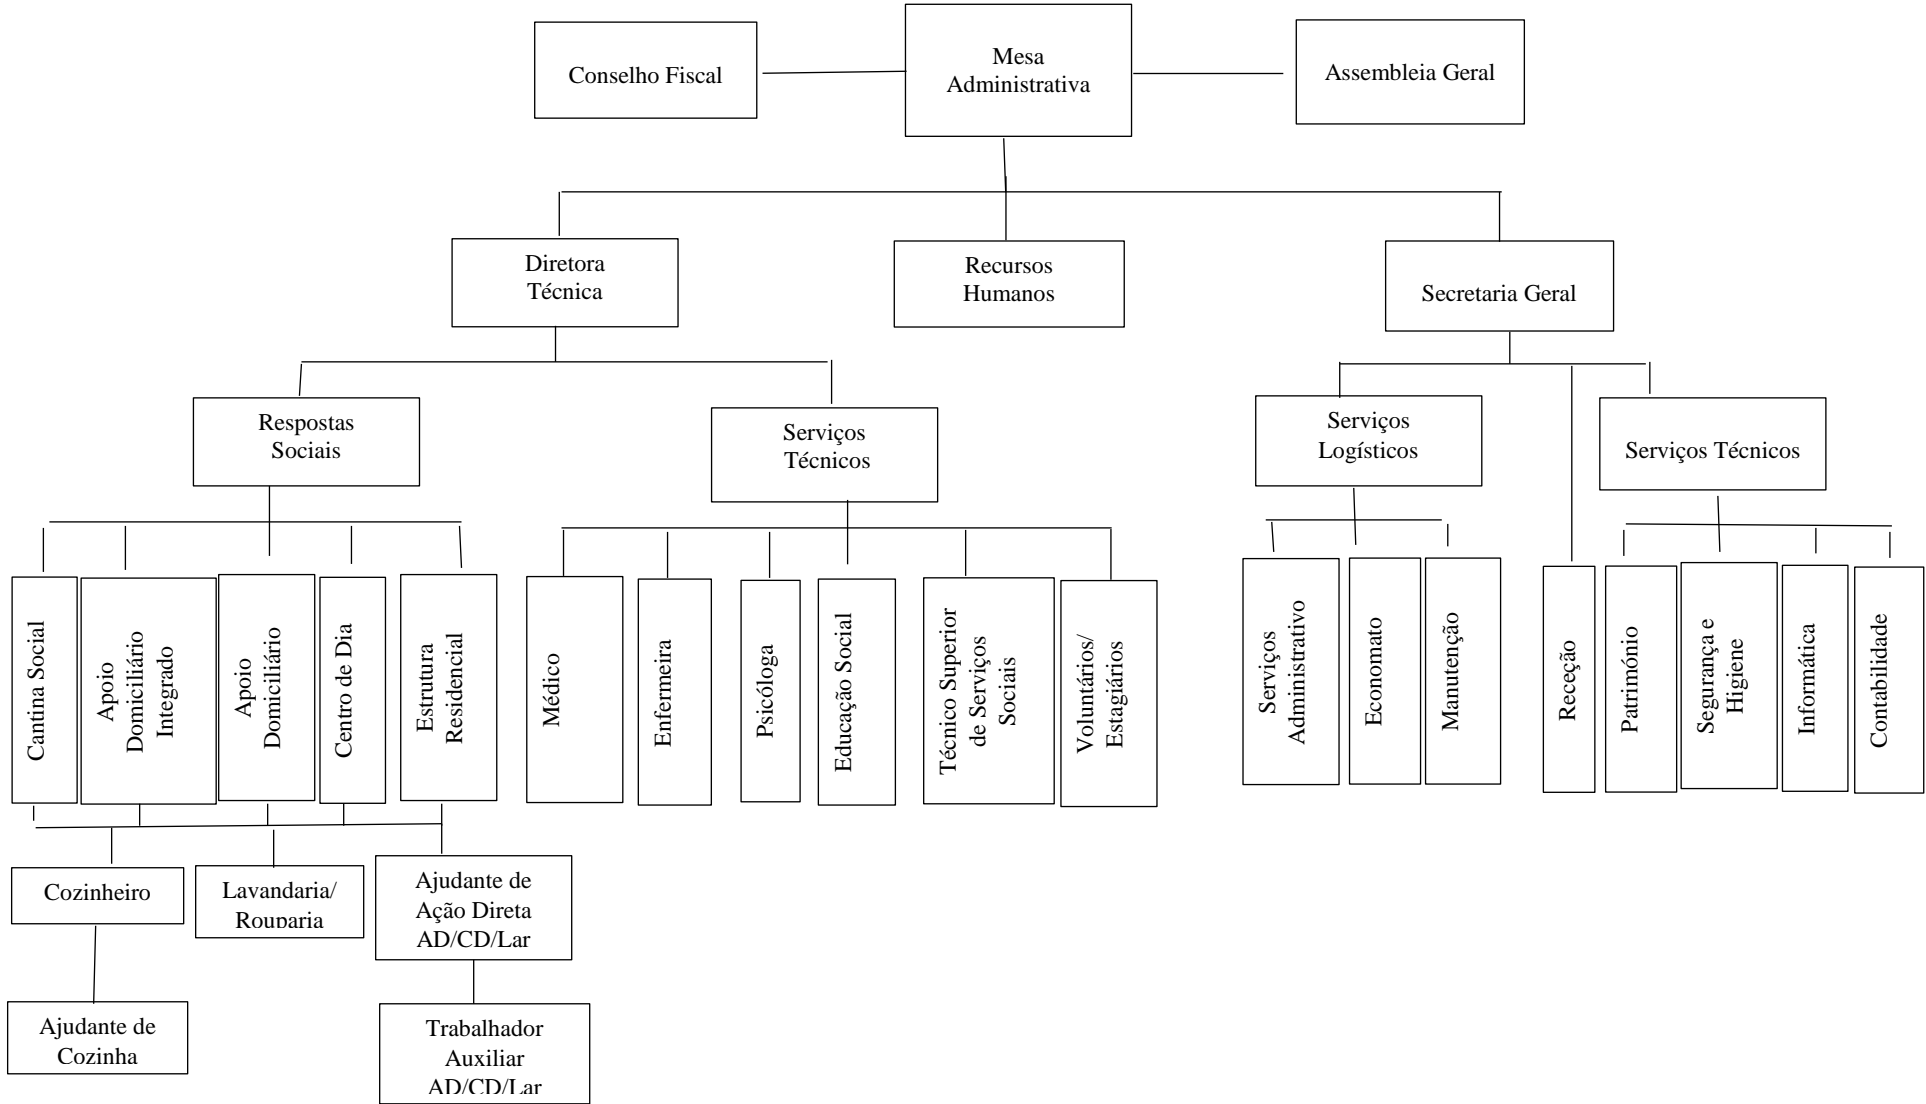 Conselho Fiscal
Mesa
Administrativa
Assembleia Geral
Diretora
Técnica
Recursos
Humanos
Secretaria Geral
Respostas
Sociais
Serviços
Técnicos
Serviços
Logísticos
Serviços Técnicos
Cantina Social
Apoio
Domiciliário
Integrado
Apoio
Domiciliário
Centro de Dia
Estrutura
Residencial
Médico
Enfermeira
Psicóloga
Educação Social
Técnico Superior
de Serviços
Sociais
Voluntários/
Estagiários
Serviços
Administrativo
Economato
Manutenção
Receção
Património
Segurança e
Higiene
Informática
Contabilidade
Cozinheiro
Lavandaria/
Rouparia
Ajudante de
Ação Direta
AD/CD/Lar
Ajudante de
Cozinha
Trabalhador
Auxiliar
AD/CD/Lar